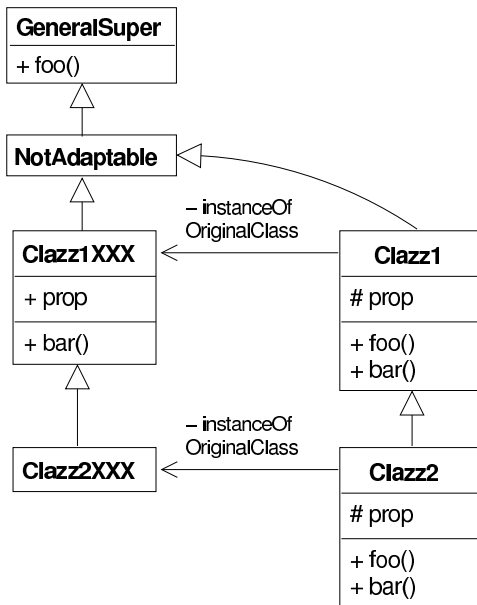 GeneralSuper
+ foo()
NotAdaptable
– instanceOf
OriginalClass
Clazz1XXX
+ prop
+ bar()
Clazz1
# prop
+ foo()
+ bar()
– instanceOf
OriginalClass
Clazz2XXX
Clazz2
# prop
+ foo()
+ bar()